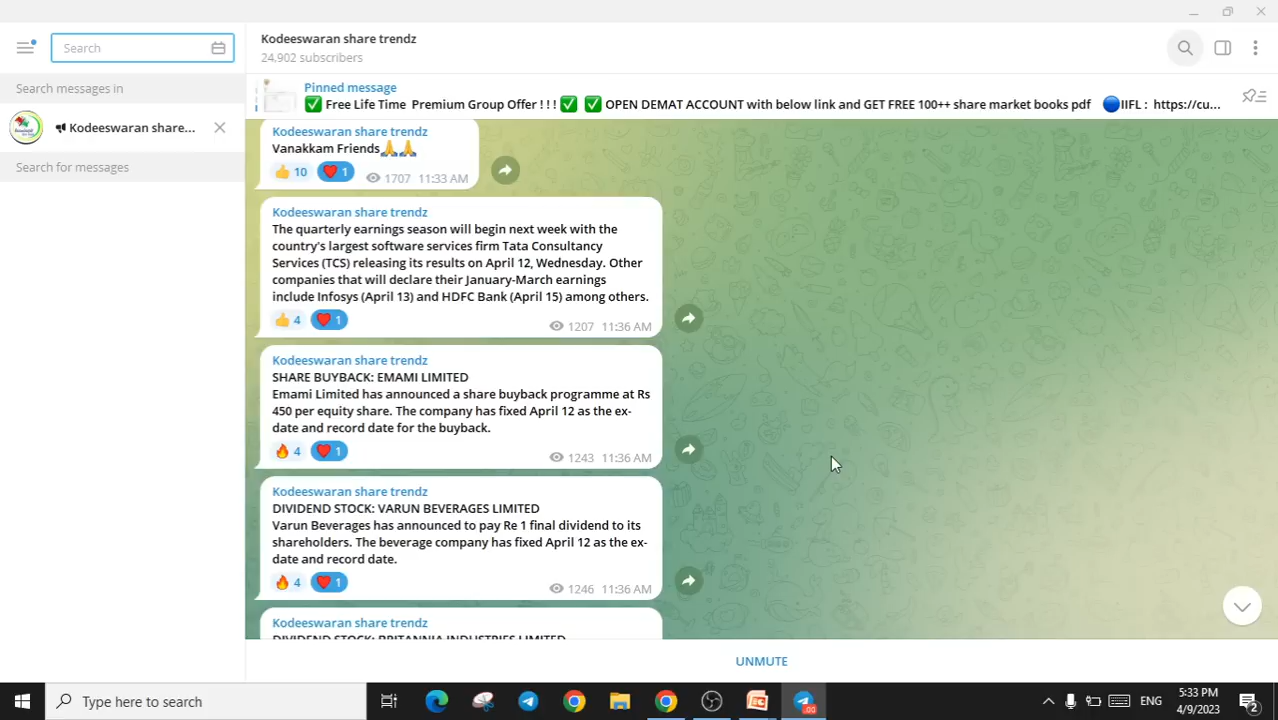 Search
Kodeeswaran share trendz
24,902 subscribers
Search messages in
Kodeeswaran share...
Search for messages
Pinned message
✅ Free Life Time Premium Group Offer ! ! ! ✅ ✅ OPEN DEMAT ACCOUNT with below link and GET FREE 100++ share market books pdf 🔵IIFL : https://cu...
Kodeeswaran share trendz
Vanakkam Friends🙏🙏
👍 10 ❤️ 1 1707 11:33 AM
Kodeeswaran share trendz
The quarterly earnings season will begin next week with the
country's largest software services firm Tata Consultancy
Services (TCS) releasing its results on April 12, Wednesday. Other
companies that will declare their January-March earnings
include Infosys (April 13) and HDFC Bank (April 15) among others.
👍 4 ❤️ 1 1207 11:36 AM
Kodeeswaran share trendz
SHARE BUYBACK: EMAMI LIMITED
Emami Limited has announced a share buyback programme at Rs
450 per equity share. The company has fixed April 12 as the ex-
date and record date for the buyback.
🔥 4 ❤️ 1 1243 11:36 AM
Kodeeswaran share trendz
DIVIDEND STOCK: VARUN BEVERAGES LIMITED
Varun Beverages has announced to pay Re 1 final dividend to its
shareholders. The beverage company has fixed April 12 as the ex-
date and record date.
🔥 4 ❤️ 1 1246 11:36 AM
Kodeeswaran share trendz
DIVIDEND STOCK: BRITANNIA INDUSTRIES LIMITED
UNMUTE
Type here to search
.00
ENG
5:33 PM
4/9/2023
2